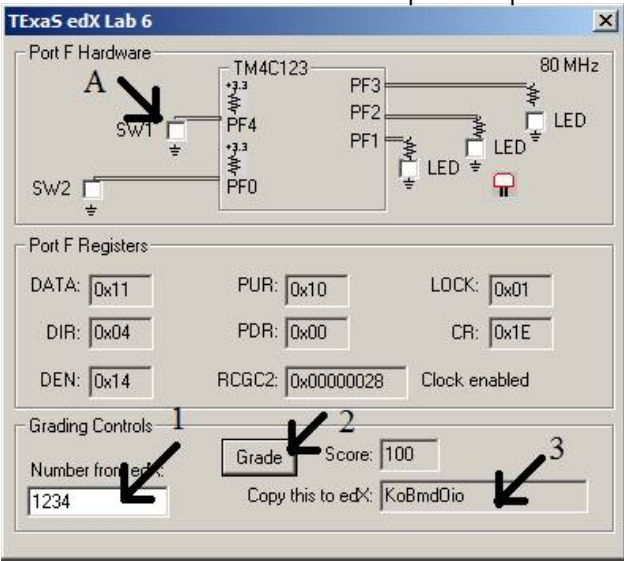 TExaS edX Lab 6
Port F Hardware
TM4C123
80 MHz
A
+3.3
PF3
SW1
PF4
PF2
LED
+3.3
PF1
LED
LED
SW2
PF0
Port F Registers
DATA: 0x11 PUR: 0x10 LOCK: 0x01
DIR: 0x04 PDR: 0x00 CR: 0x1E
DEN: 0x14 RCGC2: 0x00000028 Clock enabled
Grading Controls
1
2
3
Number from edX:
Grade
Score: 100
1234
Copy this to edX: KoBmdOio